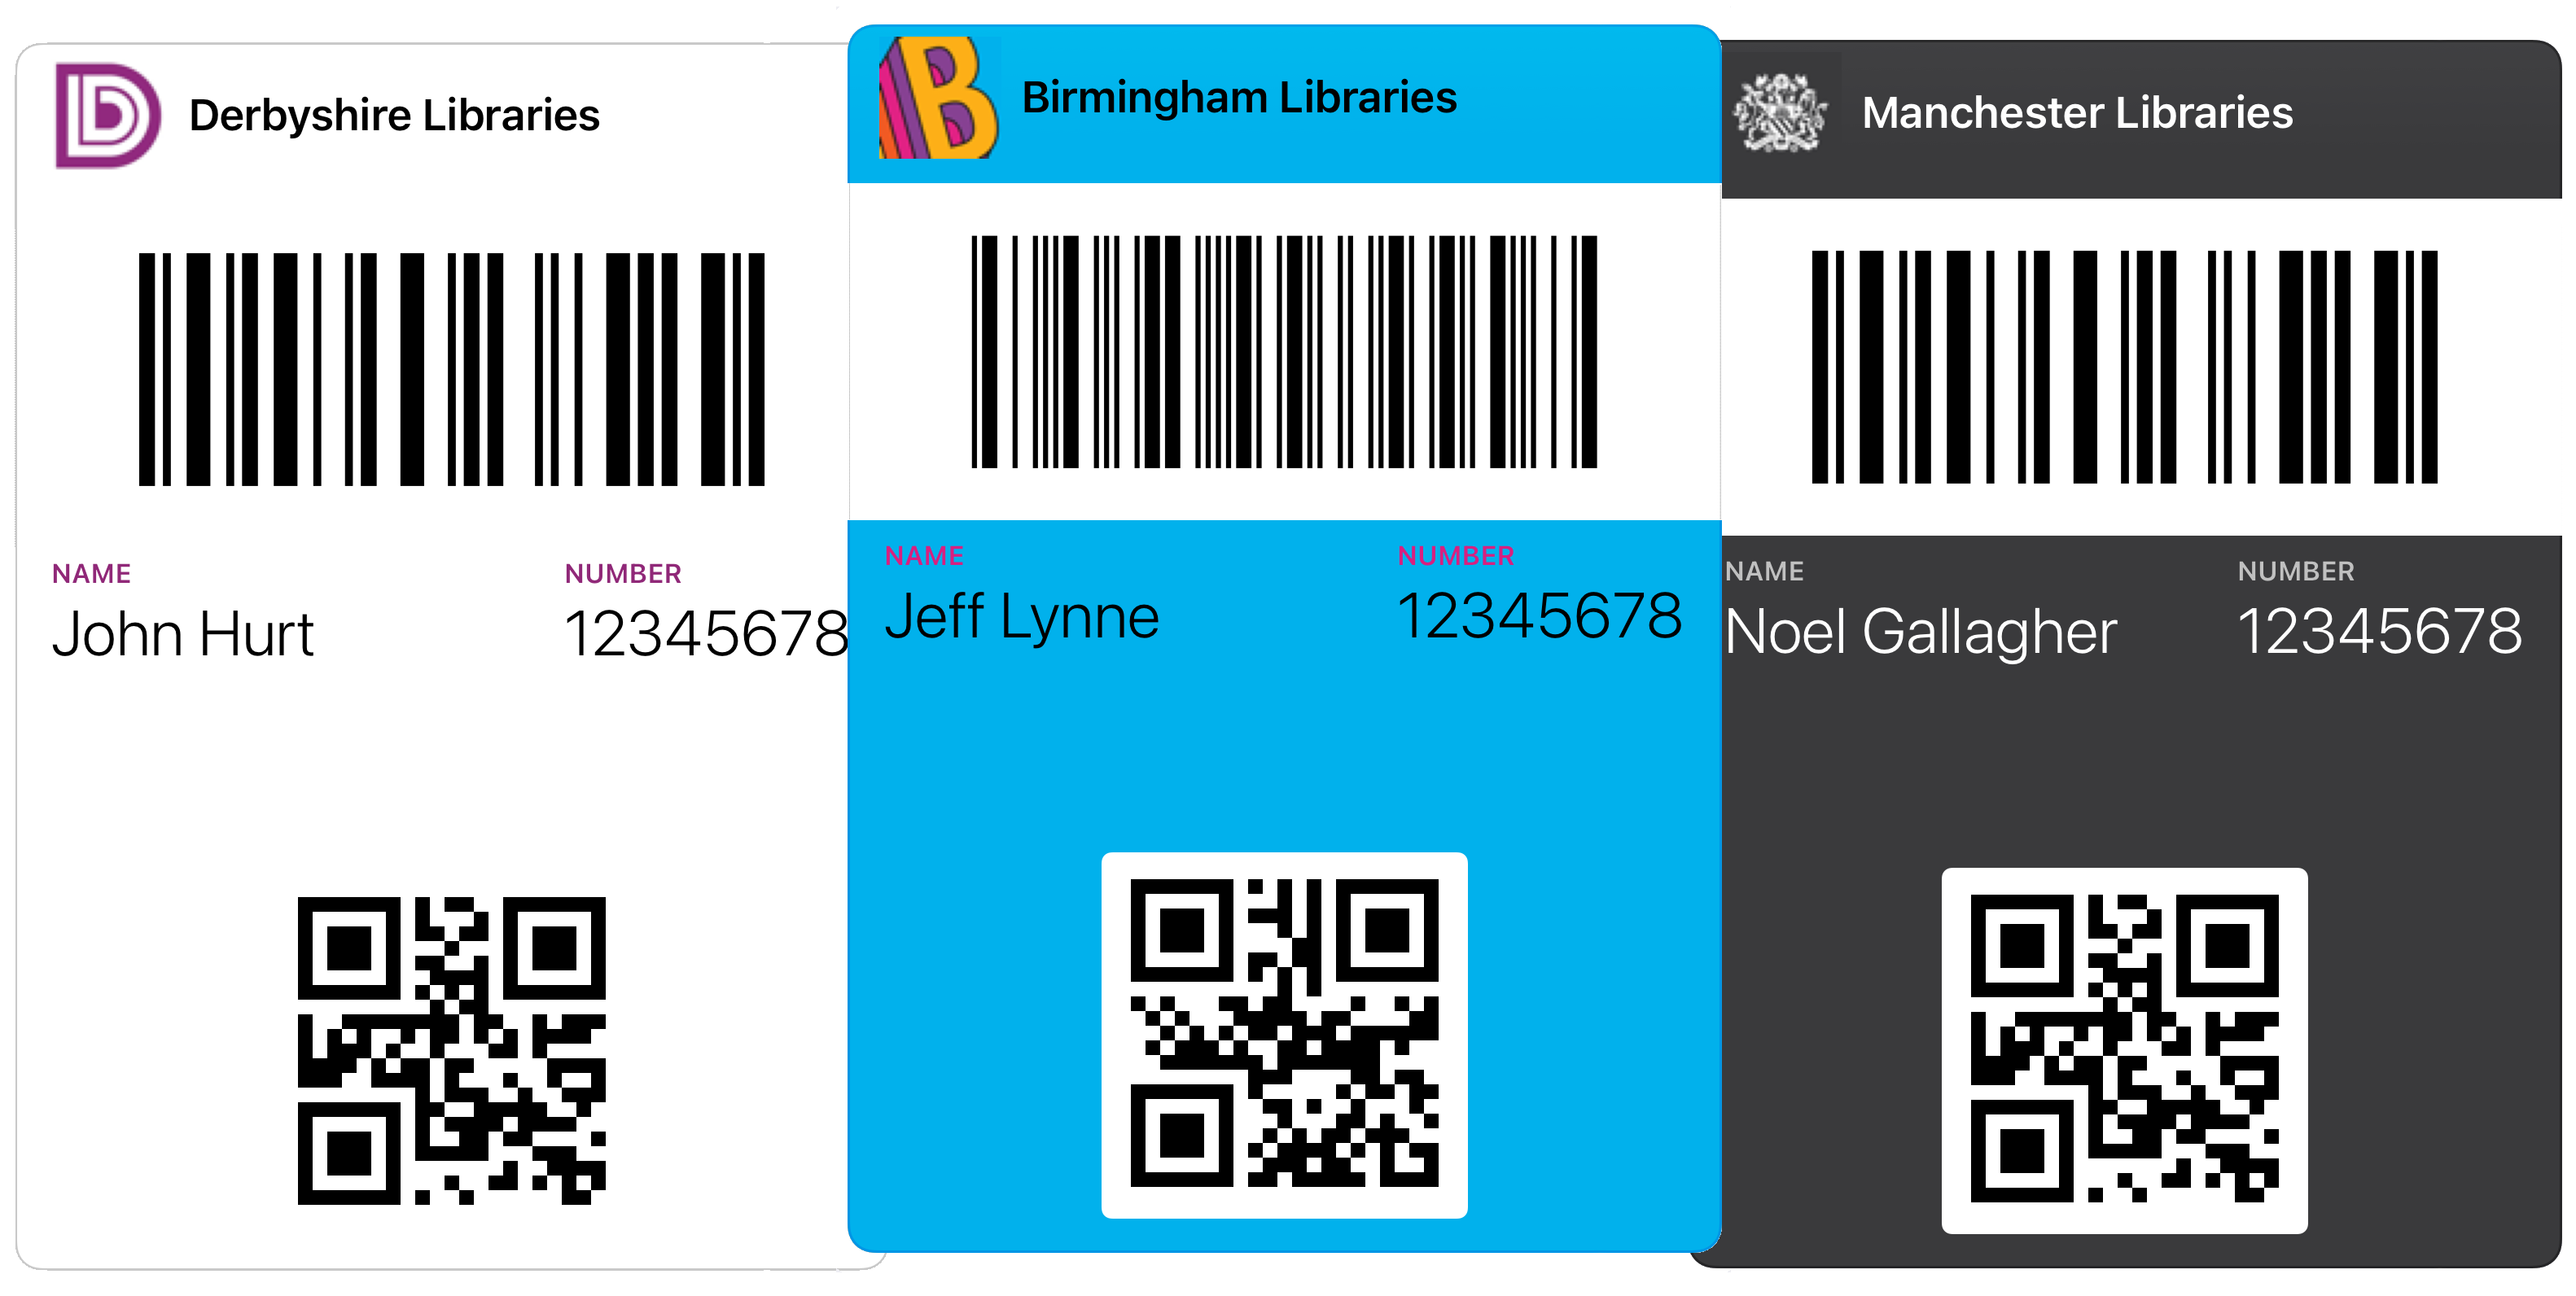 Derbyshire Libraries
NAME NUMBER
John Hurt 12345678
Birmingham Libraries
NAME NUMBER
Jeff Lynne 12345678
Manchester Libraries
NAME NUMBER
Noel Gallagher 12345678